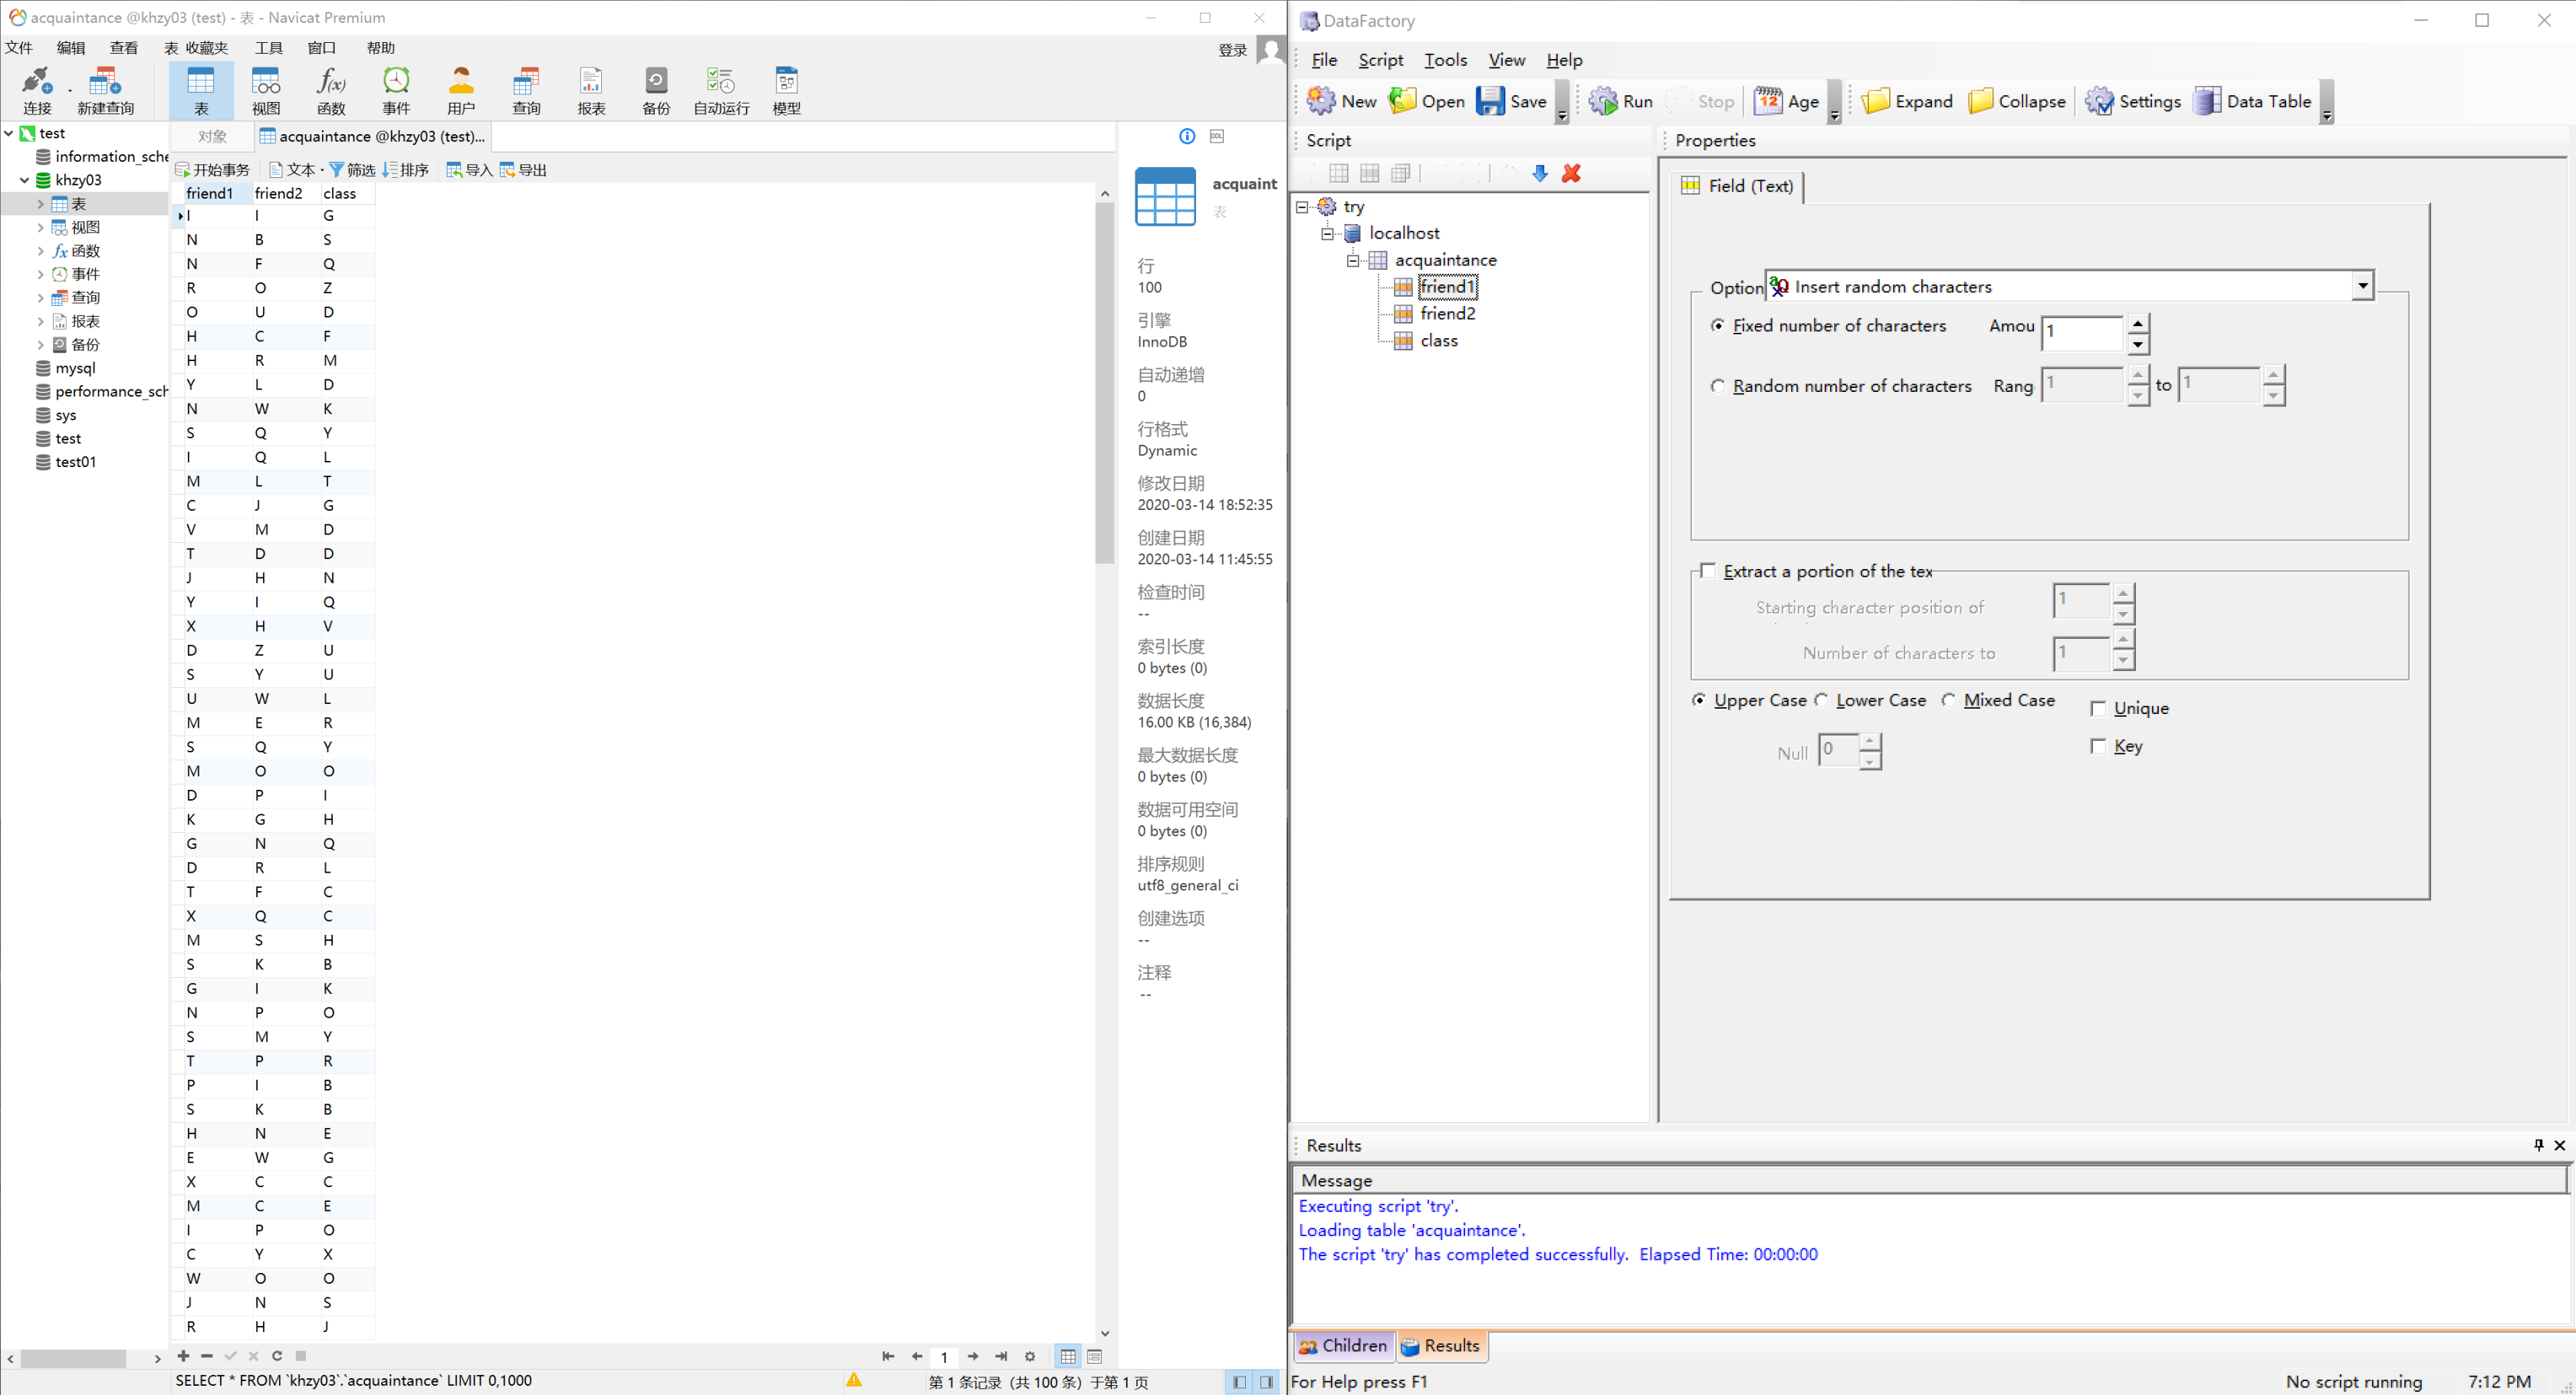 acquaintance @khzy03 (test) - 表 - Navicat Premium
文件 编辑 查看 表 收藏夹 工具 窗口 帮助
登录
连接 新建查询 表 视图 函数 事件 用户 查询 报表 备份 自动运行 模型
test
information_sche
khzy03
表
视图
函数
事件
查询
报表
备份
mysql
performance_sch
sys
test
test01
对象 acquaintance @khzy03 (test)...
开始事务 文本 筛选 排序 导入 导出
friend1 friend2 class
I I G
N B S
N F Q
R O Z
O U D
H C F
H R M
Y L D
N W K
S Q Y
I Q L
M L T
C J G
V M D
T D D
J H N
Y I Q
X H V
D Z U
S Y U
U W L
M E R
S Q Y
M O O
D P I
K G H
G N Q
D R L
T F C
X Q C
M S H
S K B
G I K
N P O
S M Y
T P R
P I B
S K B
H N E
E W G
X C C
M C E
I P O
C Y X
W O O
J N S
R H J
1
SELECT * FROM `khzy03`.`acquaintance` LIMIT 0,1000
第 1 条记录 (共 100 条) 于第 1 页
DDL
acquaint
表
行
100
引擎
InnoDB
自动递增
0
行格式
Dynamic
修改日期
2020-03-14 18:52:35
创建日期
2020-03-14 11:45:55
检查时间
--
索引长度
0 bytes (0)
数据长度
16.00 KB (16,384)
最大数据长度
0 bytes (0)
数据可用空间
0 bytes (0)
排序规则
utf8_general_ci
创建选项
--
注释
--
DataFactory
File Script Tools View Help
New Open Save Run Stop 12 Age Expand Collapse Settings Data Table
Script
try
localhost
acquaintance
friend1
friend2
class
Properties
Field (Text)
Option Insert random characters
Fixed number of characters Amou 1
Random number of characters Rang 1 to 1
Extract a portion of the tex
Starting character position of 1
Number of characters to 1
Upper Case Lower Case Mixed Case Unique
Null 0 Key
Results
Message
Executing script 'try'.
Loading table 'acquaintance'.
The script 'try' has completed successfully. Elapsed Time: 00:00:00
Children Results
For Help press F1
No script running 7:12 PM